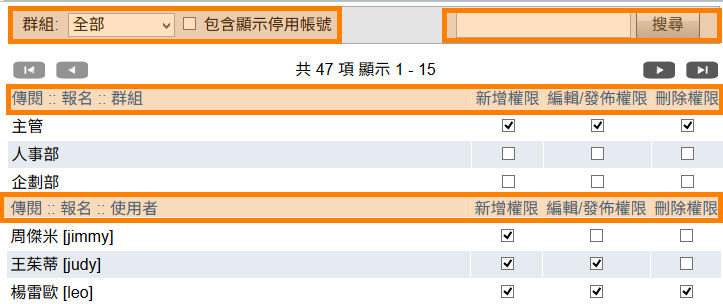 群組: 全部 包含顯示停用帳號 搜尋
共 47 項 顯示 1 - 15
傳閱 :: 報名 :: 群組 新增權限 編輯/發佈權限 刪除權限
主管
人事部
企劃部
傳閱 :: 報名 :: 使用者 新增權限 編輯/發佈權限 刪除權限
周傑米 [jimmy]
王茱蒂 [judy]
楊雷歐 [leo]